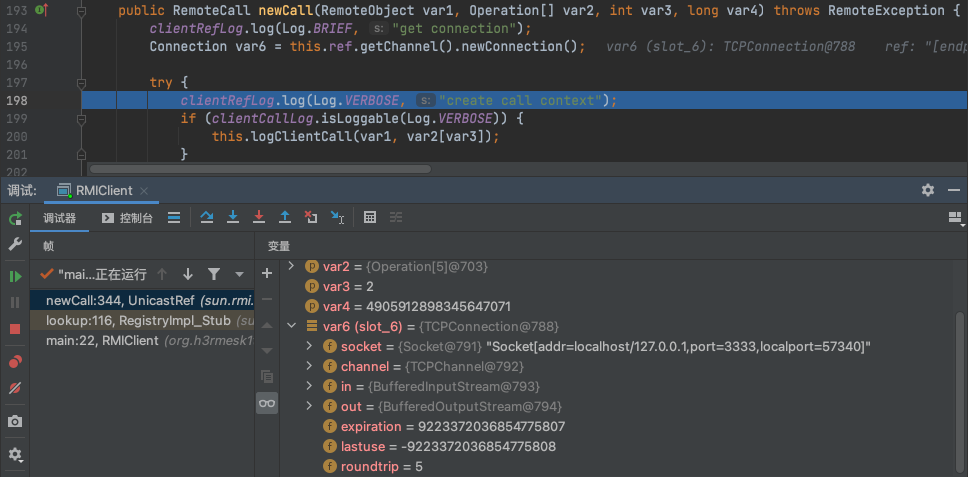 193 public RemoteCall newCall(RemoteObject var1, Operation[] var2, int var3, long var4) throws RemoteException {
194 clientRefLog.log(Log.BRIEF, s: "get connection");
195 Connection var6 = this.ref.getChannel().newConnection(); var6 (slot_6): TCPConnection@788 ref: "[endp
196
197 try {
198 clientRefLog.log(Log.VERBOSE, s: "create call context");
199 if (clientCallLog.isLoggable(Log.VERBOSE)) {
200 this.logClientCall(var1, var2[var3]);
201 }
202
调试: RMIClient ×
调试器 控制台
帧 变量
"mai...正在运行
newCall:344, UnicastRef (sun.rmi.
lookup:116, RegistryImpl_Stub (su
main:22, RMIClient (org.h3rmesk1
var2 = {Operation[5]@703}
var3 = 2
var4 = 4905912898345647071
var6 (slot_6) = {TCPConnection@788}
socket = {Socket@791} "Socket[addr=localhost/127.0.0.1,port=3333,localport=57340]"
channel = {TCPChannel@792}
in = {BufferedInputStream@793}
out = {BufferedOutputStream@794}
expiration = 9223372036854775807
lastuse = -9223372036854775808
roundtrip = 5